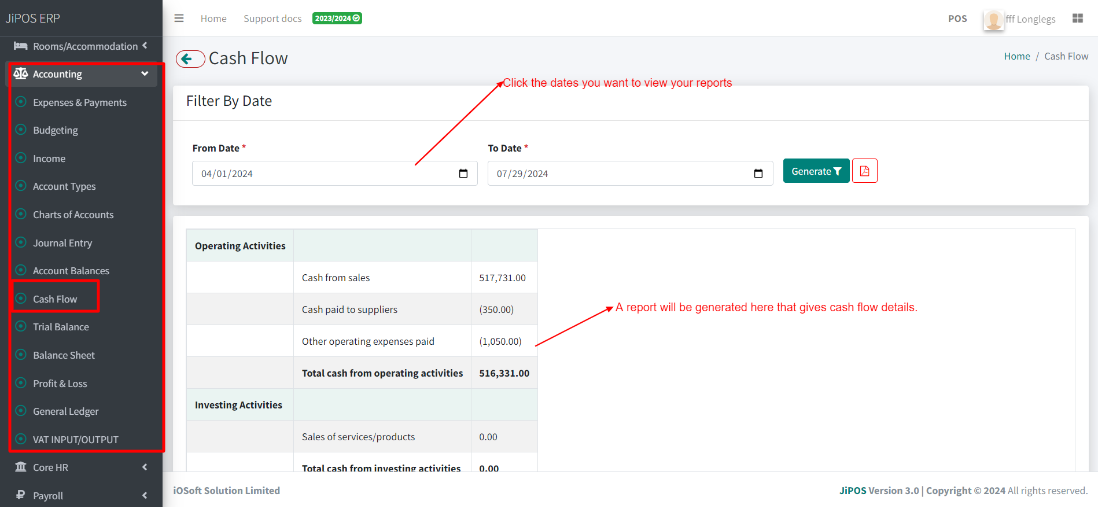 JiPOS ERP
Home Support docs 2023/2024
POS fff Longlegs
Rooms/Accommodation
Accounting
Expenses & Payments
Budgeting
Income
Account Types
Charts of Accounts
Journal Entry
Account Balances
Cash Flow
Trial Balance
Balance Sheet
Profit & Loss
General Ledger
VAT INPUT/OUTPUT
Core HR
Payroll
Cash Flow
Home / Cash Flow
Click the dates you want to view your reports
Filter By Date
From Date * To Date *
04/01/2024 07/29/2024 Generate
Operating Activities
Cash from sales 517,731.00
Cash paid to suppliers (350.00)
A report will be generated here that gives cash flow details.
Other operating expenses paid (1,050.00)
Total cash from operating activities 516,331.00
Investing Activities
Sales of services/products 0.00
Total cash from investing activities 0.00
iOSoft Solution Limited
JiPOS Version 3.0 | Copyright © 2024 All rights reserved.